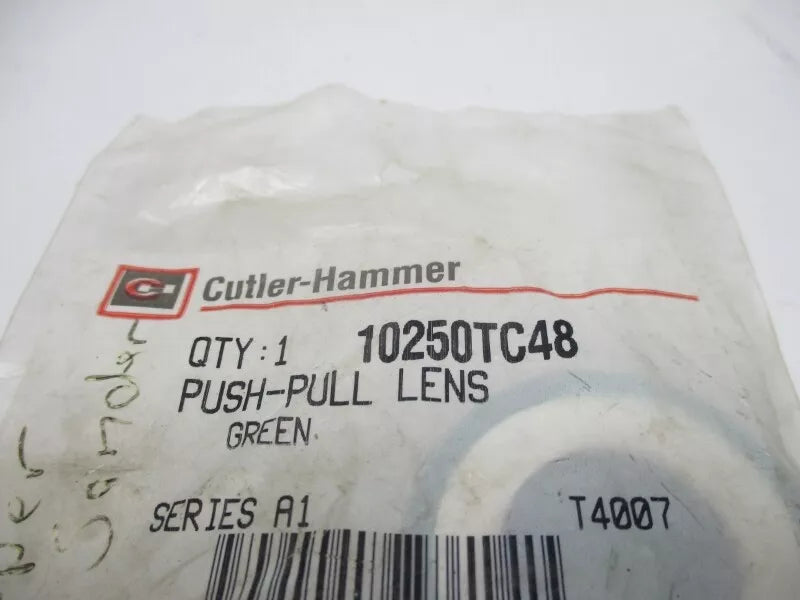 Cutler-Hammer
QTY:1 10250TC48
PUSH-PULL LENS
GREEN
SERIES A1 T4007